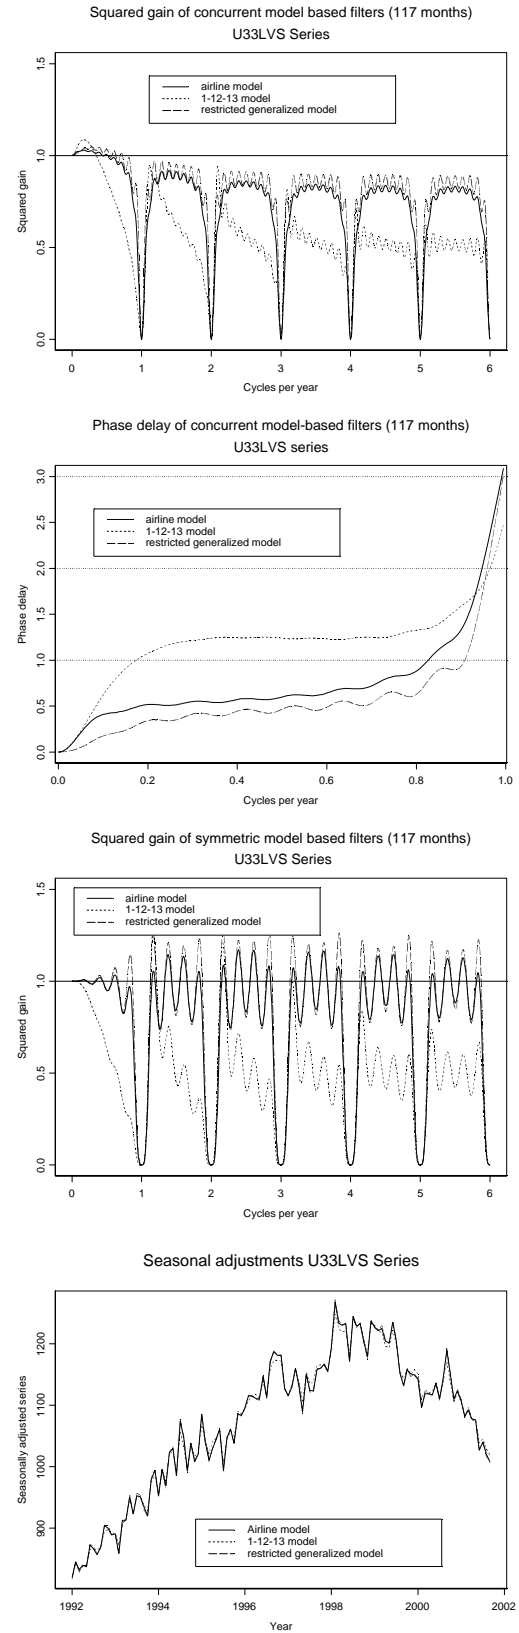 Squared gain of concurrent model based filters (117 months)
U33LVS Series
airline model
1-12-13 model
restricted generalized model
Squared gain
0.0
0.5
1.0
1.5
0 1 2 3 4 5 6
Cycles per year
Phase delay of concurrent model-based filters (117 months)
U33LVS series
airline model
1-12-13 model
restricted generalized model
Phase delay
0.0
0.5
1.0
1.5
2.0
2.5
3.0
0.0 0.2 0.4 0.6 0.8 1.0
Cycles per year
Squared gain of symmetric model based filters (117 months)
U33LVS Series
airline model
1-12-13 model
restricted generalized model
Squared gain
0.0
0.5
1.0
1.5
0 1 2 3 4 5 6
Cycles per year
Seasonal adjustments U33LVS Series
Airline model
1-12-13 model
restricted generalized model
Seasonally adjusted series
900
1000
1100
1200
1992 1994 1996 1998 2000 2002
Year